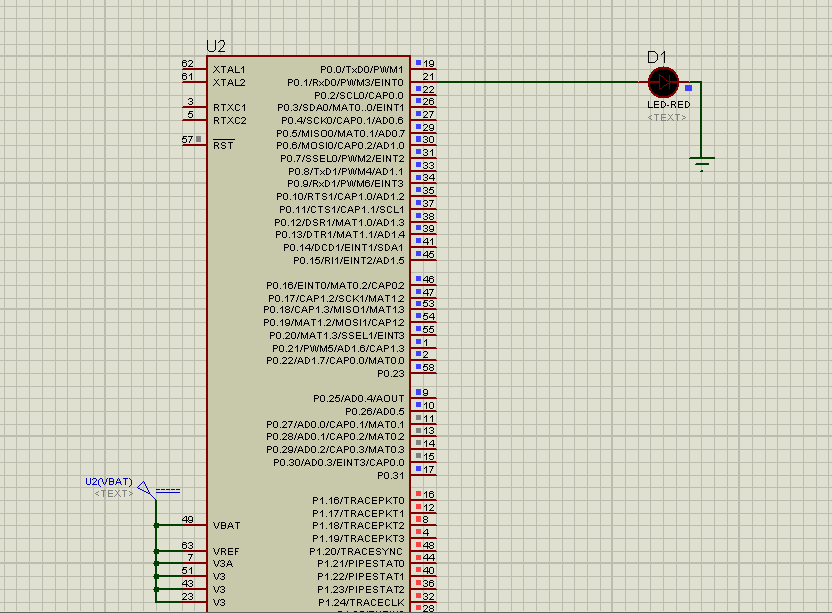 U2
D1
62 XTAL1 P0.0/TxD0/PWM1 19
61 XTAL2 P0.1/RxD0/PWM3/EINT0 21
P0.2/SCL0/CAP0.0 22
3 RTXC1 P0.3/SDA0/MAT0..0/EINT1 26
5 RTXC2 P0.4/SCK0/CAP0.1/AD0.6 27
P0.5/MISO0/MAT0.1/AD0.7 29
57 RST P0.6/MOSI0/CAP0.2/AD1.0 30
P0.7/SSEL0/PWM2/EINT2 31
P0.8/TxD1/PWM4/AD1.1 33
P0.9/RxD1/PWM6/EINT3 34
P0.10/RTS1/CAP1.0/AD1.2 35
P0.11/CTS1/CAP1.1/SCL1 37
P0.12/DSR1/MAT1.0/AD1.3 38
P0.13/DTR1/MAT1.1/AD1.4 39
P0.14/DCD1/EINT1/SDA1 41
P0.15/RI1/EINT2/AD1.5 45
LED-RED
<TEXT>
P0.16/EINT0/MAT0.2/CAP0.2 46
P0.17/CAP1.2/SCK1/MAT1.2 47
P0.18/CAP1.3/MISO1/MAT1.3 53
P0.19/MAT1.2/MOSI1/CAP1.2 54
P0.20/MAT1.3/SSEL1/EINT3 55
P0.21/PWM5/AD1.6/CAP1.3 1
P0.22/AD1.7/CAP0.0/MAT0.0 2
P0.23 58
P0.25/AD0.4/AOUT 9
P0.26/AD0.5 10
P0.27/AD0.0/CAP0.1/MAT0.1 11
P0.28/AD0.1/CAP0.2/MAT0.2 13
P0.29/AD0.2/CAP0.3/MAT0.3 14
P0.30/AD0.3/EINT3/CAP0.0 15
P0.31 17
U2(VBAT)
<TEXT>
P1.16/TRACEPKT0 16
P1.17/TRACEPKT1 12
49 VBAT P1.18/TRACEPKT2 8
P1.19/TRACEPKT3 4
63 VREF P1.20/TRACESYNC 48
7 V3A P1.21/PIPESTAT0 44
51 V3 P1.22/PIPESTAT1 40
43 V3 P1.23/PIPESTAT2 36
23 V3 P1.24/TRACECLK 32
28